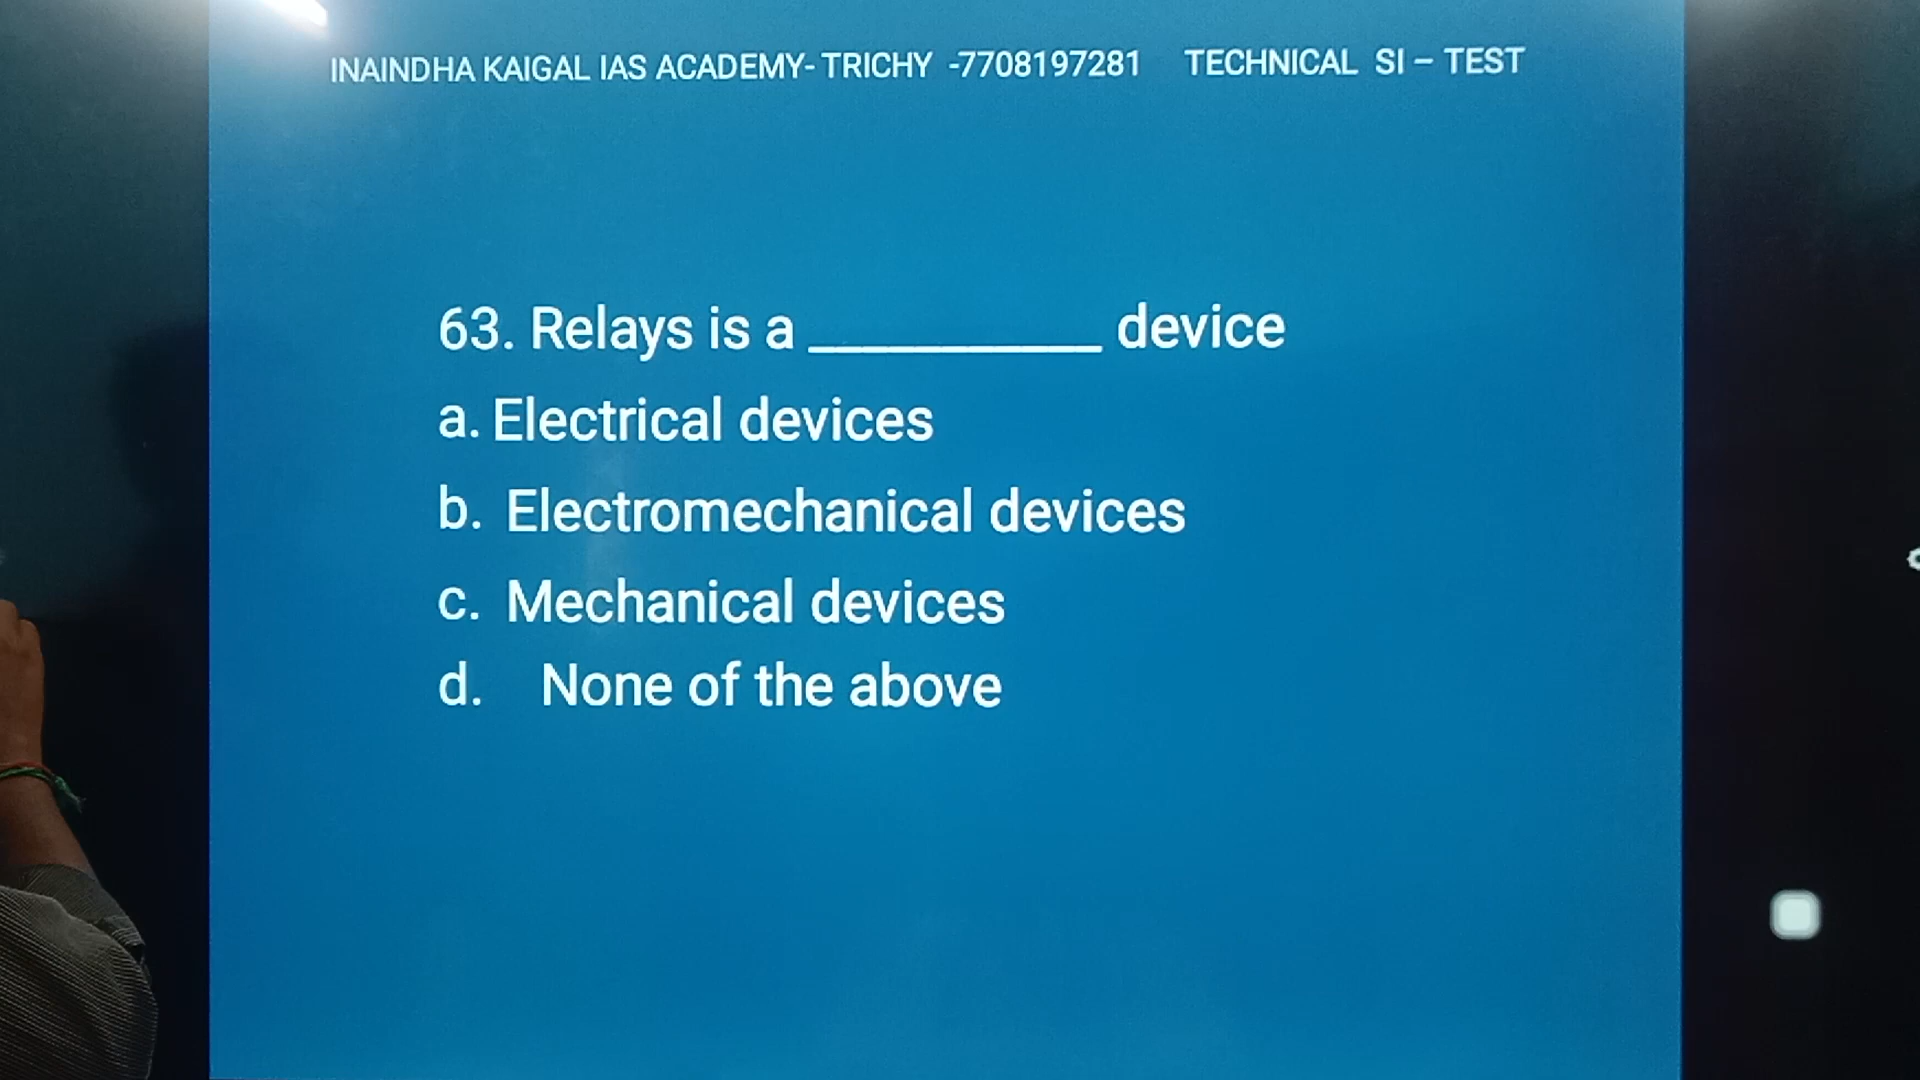 INAINDHA KAIGAL IAS ACADEMY- TRICHY -7708197281 TECHNICAL SI – TEST
63. Relays is a __________ device
a. Electrical devices
b. Electromechanical devices
c. Mechanical devices
d. None of the above